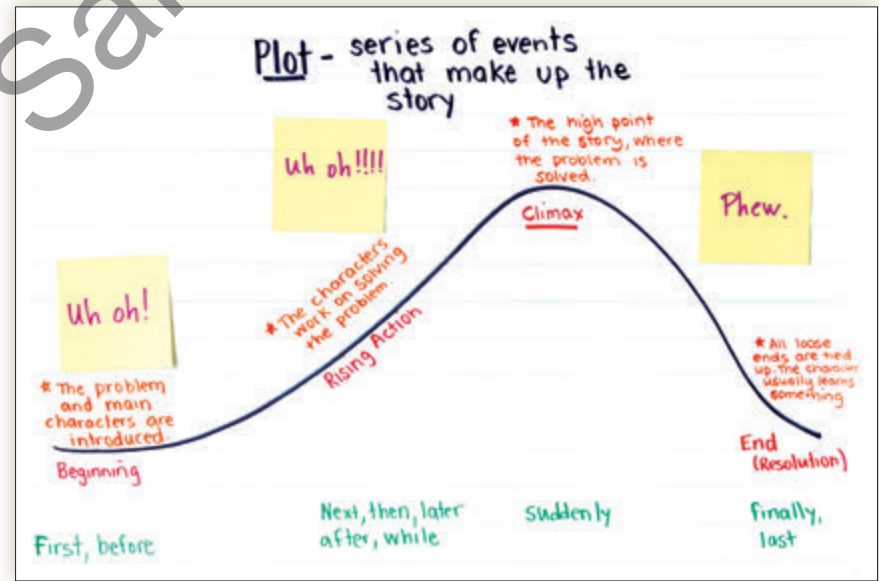 Sa
Plot - series of events
that make up the
story
uh oh!!!!
* The high point
of the story, where
the problem is
solved.
Phew.
Climax
Uh oh!
* The characters
work on solving
the problem.
Rising Action
* All loose
ends are tied
up. The character
usually learns
something
* The problem
and main
characters are
introduced.
Beginning
End
(Resolution)
First, before
Next, then, later
after, while
suddenly
finally,
last